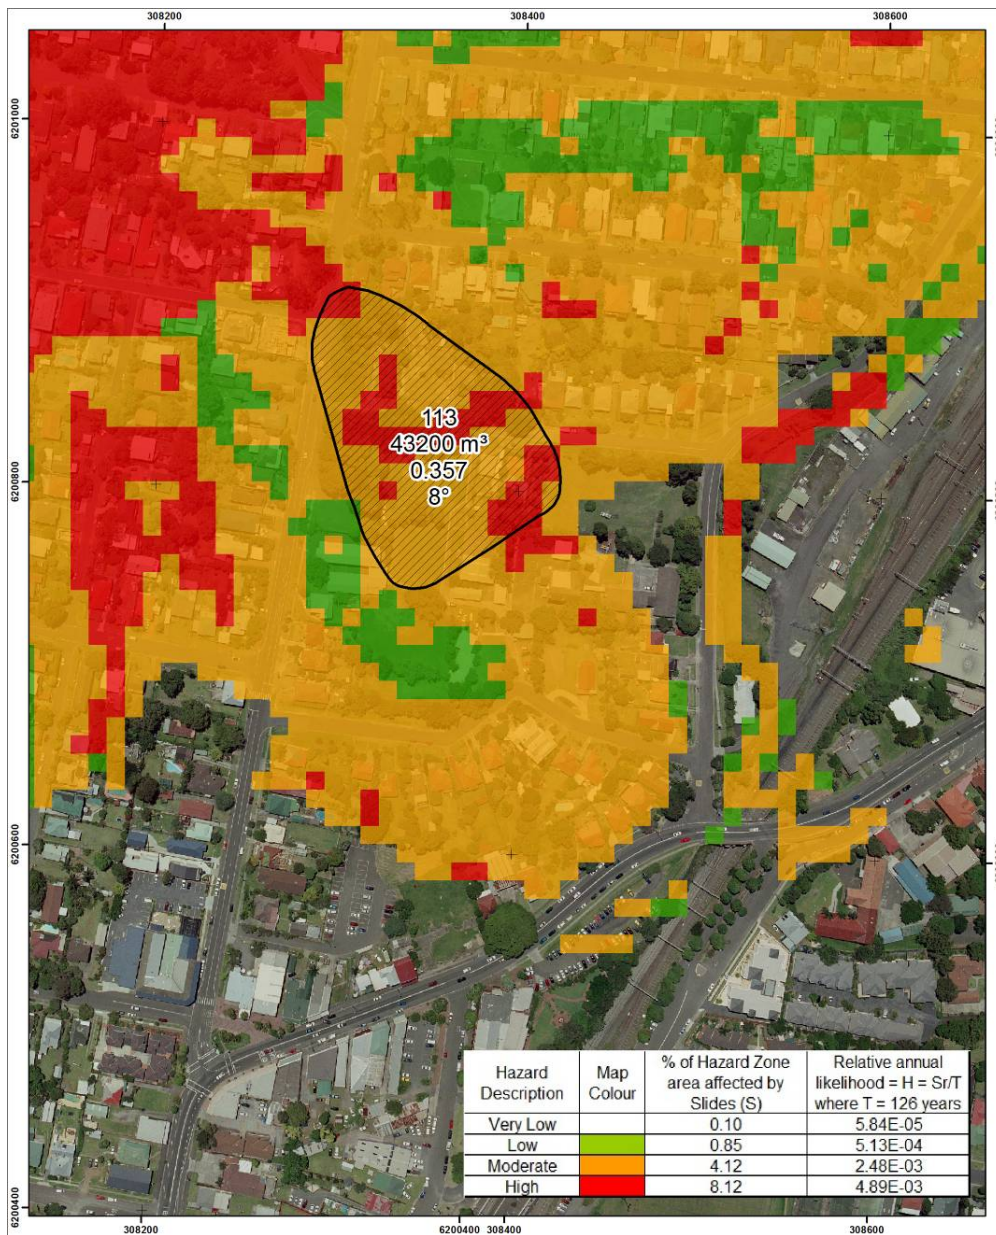 308200 308400 308600
6201000
6200800
6200600
6200400
113
43200 m³
0.357
8°
Hazard Description Map Colour % of Hazard Zone area affected by Slides (S) Relative annual likelihood = H = Sr/T where T = 126 years
Very Low 0.10 5.84E-05
Low 0.85 5.13E-04
Moderate 4.12 2.48E-03
High 8.12 4.89E-03
308200 6200400 308400 308600